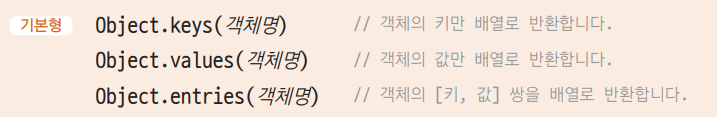 기본형 Object.keys(객체명) // 객체의 키만 배열로 반환합니다.
Object.values(객체명) // 객체의 값만 배열로 반환합니다.
Object.entries(객체명) // 객체의 [키, 값] 쌍을 배열로 반환합니다.